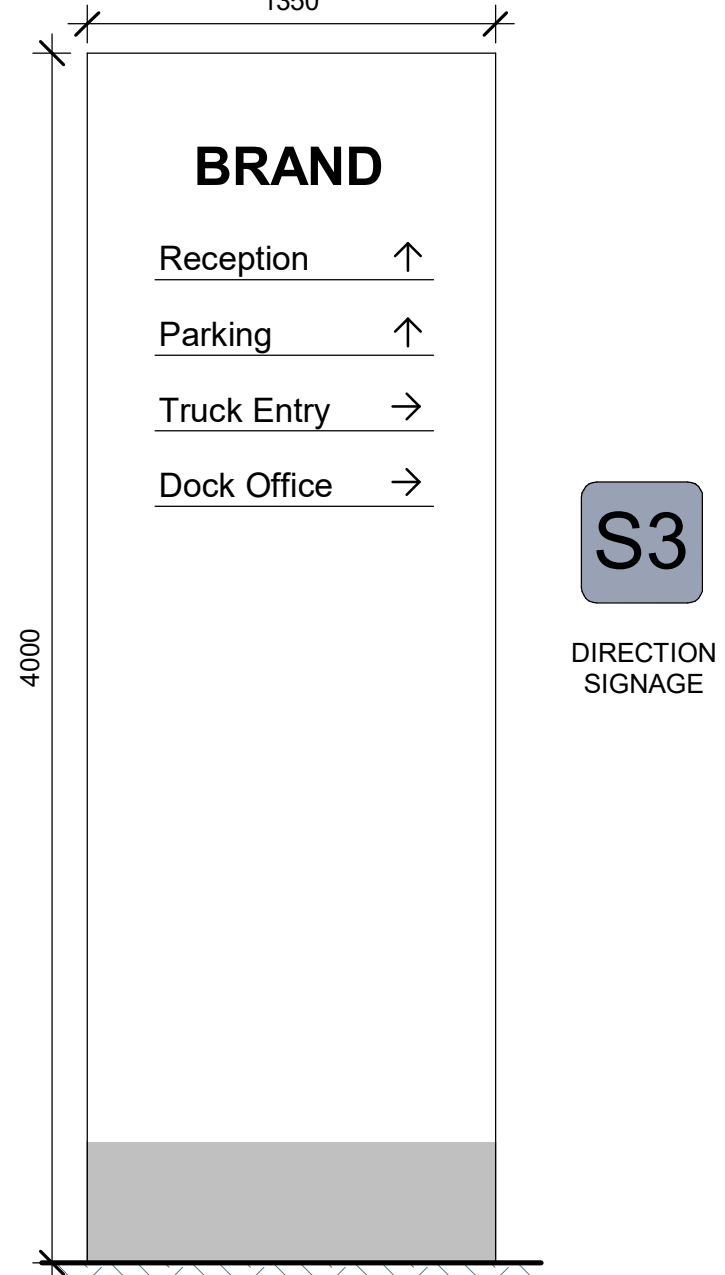 1350
BRAND
Reception ↑
Parking ↑
Truck Entry →
Dock Office →
S3
DIRECTION
SIGNAGE
4000